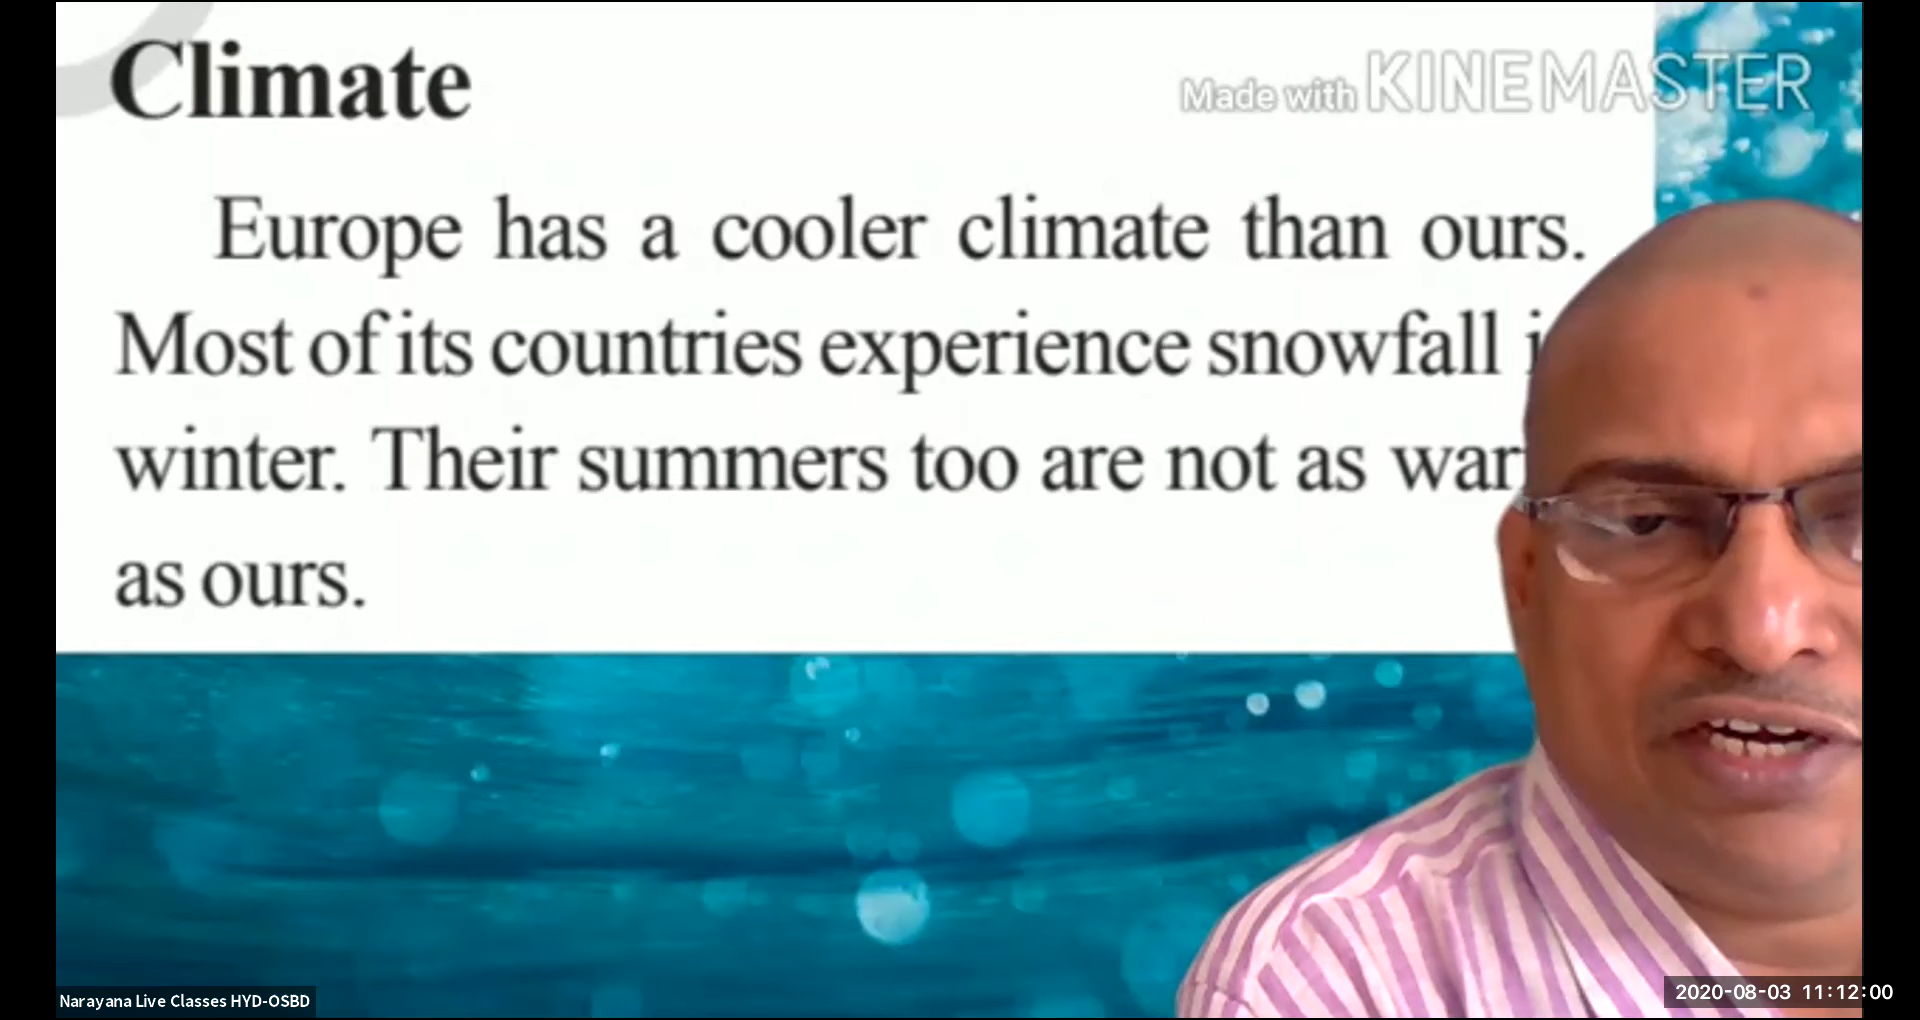 Climate
Made with KINEMASTER
Europe has a cooler climate than ours.
Most of its countries experience snowfall
winter. Their summers too are not as
as ours.
Narayana Live Classes HYD-OSBD
2020-08-03 11:12:00